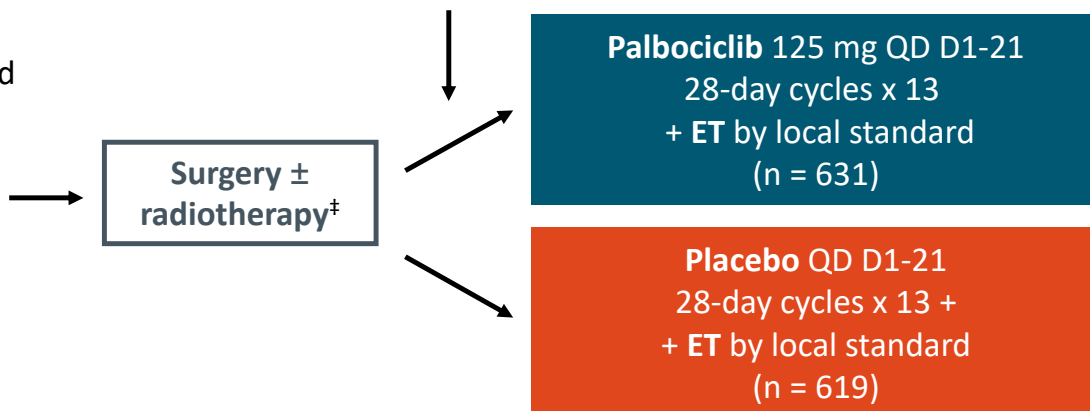 d
Surgery ±
radiotherapy‡
Palbociclib 125 mg QD D1-21
28-day cycles x 13
+ ET by local standard
(n = 631)
Placebo QD D1-21
28-day cycles x 13 +
+ ET by local standard
(n = 619)